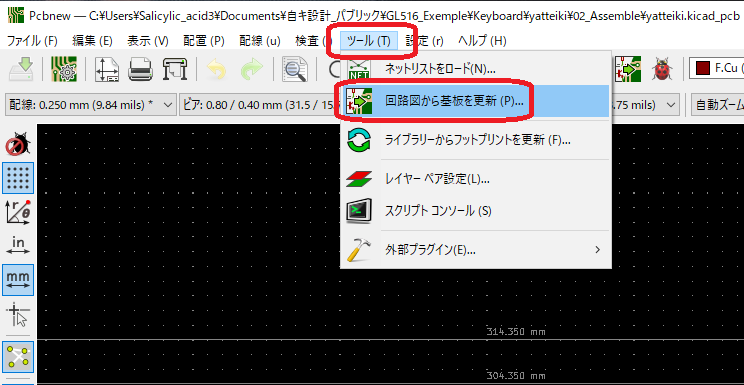 Pcbnew — C:¥Users¥Salicylic_acid3¥Documents¥自キ設計_パブリック¥GL516_Exemple¥Keyboard¥yatteiki¥02_Assemble¥yatteiki.kicad_pcb
ファイル (F) 編集 (E) 表示 (V) 配置 (P) 配線 (u) 検査 (I) ツール (T) 設定 (r) ヘルプ (H)
ネットリストをロード(N)...
NET
F.Cu (
回路図から基板を更新 (P)...
配線: 0.250 mm (9.84 mils) *
ビア: 0.80 / 0.40 mm (31.5 / 15.
.75 mils)
自動ズーム
ライブラリーからフットプリントを更新 (F)...
レイヤー ペア設定(L)...
スクリプト コンソール (S)
外部プラグイン(E)...
r/θ
in
mm
314.350 mm
304.350 mm